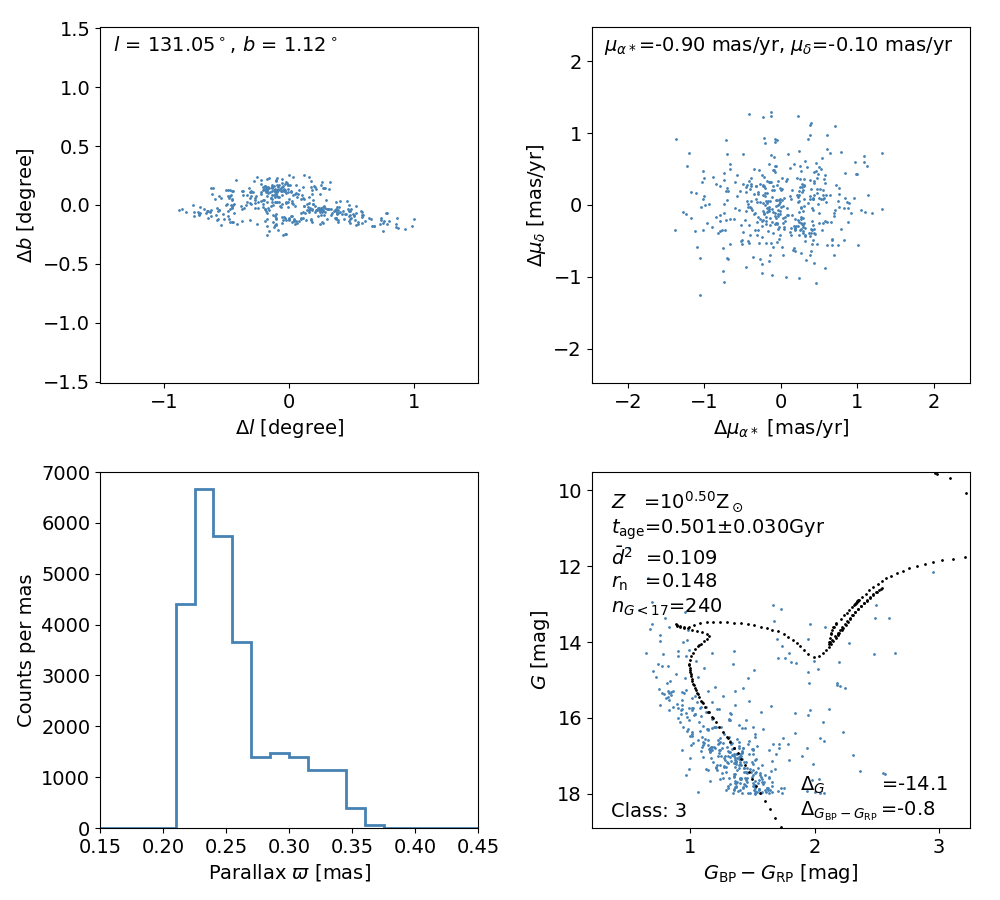 l = 131.05°, b = 1.12°
1.5
1.0
0.5
0.0
−0.5
−1.0
−1.5
−1 0 1
Δl [degree]
Δb [degree]
μα*=-0.90 mas/yr, μδ=-0.10 mas/yr
2
1
0
−1
−2
−2 −1 0 1 2
Δμα* [mas/yr]
Δμδ [mas/yr]
7000
6000
5000
4000
3000
2000
1000
0
0.15 0.20 0.25 0.30 0.35 0.40 0.45
Parallax ϖ [mas]
Counts per mas
Z =10^0.50 Z⊙
t_age=0.501±0.030Gyr
d̄² =0.109
r_n =0.148
n_G<17=240
10
12
14
16
18
Δ_G =-14.1
Δ_GBP−GRP =-0.8
Class: 3
1 2 3
G_BP − G_RP [mag]
G [mag]